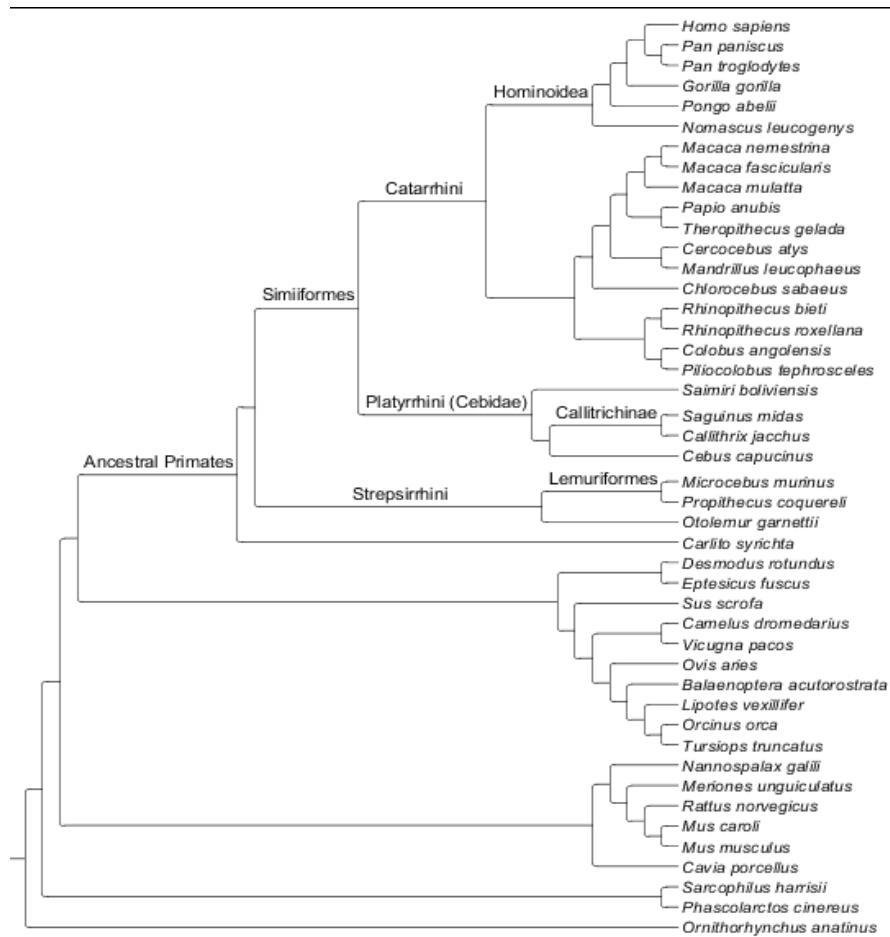 Homo sapiens
Pan paniscus
Pan troglodytes
Gorilla gorilla
Hominoidea
Pongo abelii
Nomascus leucogenys
Macaca nemestrina
Macaca fascicularis
Catarrhini
Macaca mulatta
Papio anubis
Theropithecus gelada
Cercocebus atys
Mandrillus leucophaeus
Simiiformes
Chlorocebus sabaeus
Rhinopithecus bieti
Rhinopithecus roxellana
Colobus angolensis
Piliocolobus tephrosceles
Saimiri boliviensis
Platyrrhini (Cebidae)
Callitrichinae
Saguinus midas
Callithrix jacchus
Cebus capucinus
Ancestral Primates
Lemuriformes
Microcebus murinus
Strepsirrhini
Propithecus coquereli
Otolemur garnettii
Carlito syrichta
Desmodus rotundus
Eptesicus fuscus
Sus scrofa
Camelus dromedarius
Vicugna pacos
Ovis aries
Balaenoptera acutorostrata
Lipotes vexillifer
Orcinus orca
Tursiops truncatus
Nannospalax galili
Meriones unguiculatus
Rattus norvegicus
Mus caroli
Mus musculus
Cavia porcellus
Sarcophilus harrisii
Phascolarctos cinereus
Ornithorhynchus anatinus